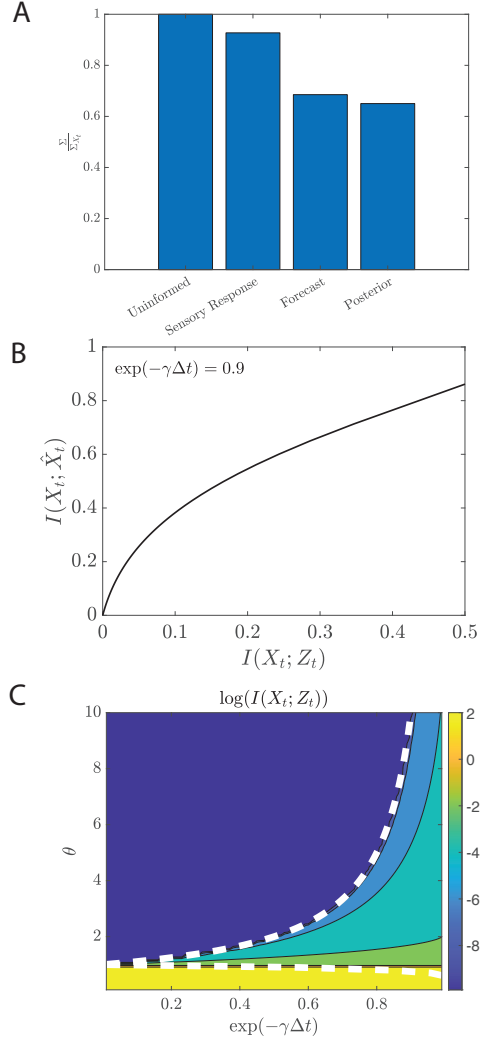 A
1
0.8
0.6
0.4
0.2
0
Σ/Σ_{X_t}
Uninformed
Sensory Response
Forecast
Posterior
B
1
0.8
0.6
0.4
0.2
0
exp(−γΔt) = 0.9
I(X_t; X̂_t)
0 0.1 0.2 0.3 0.4 0.5
I(X_t; Z_t)
C
log(I(X_t; Z_t))
10
8
6
4
2
θ
0.2 0.4 0.6 0.8
exp(−γΔt)
2
0
-2
-4
-6
-8